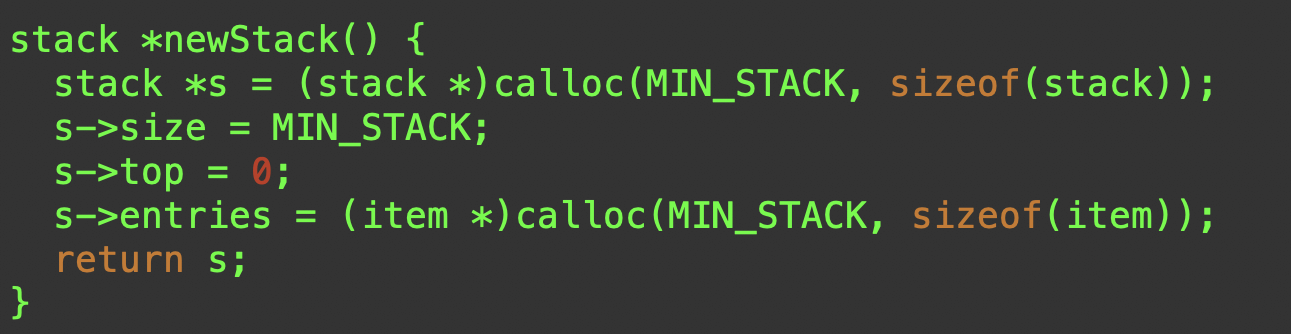 stack *newStack() {
  stack *s = (stack *)calloc(MIN_STACK, sizeof(stack));
  s->size = MIN_STACK;
  s->top = 0;
  s->entries = (item *)calloc(MIN_STACK, sizeof(item));
  return s;
}